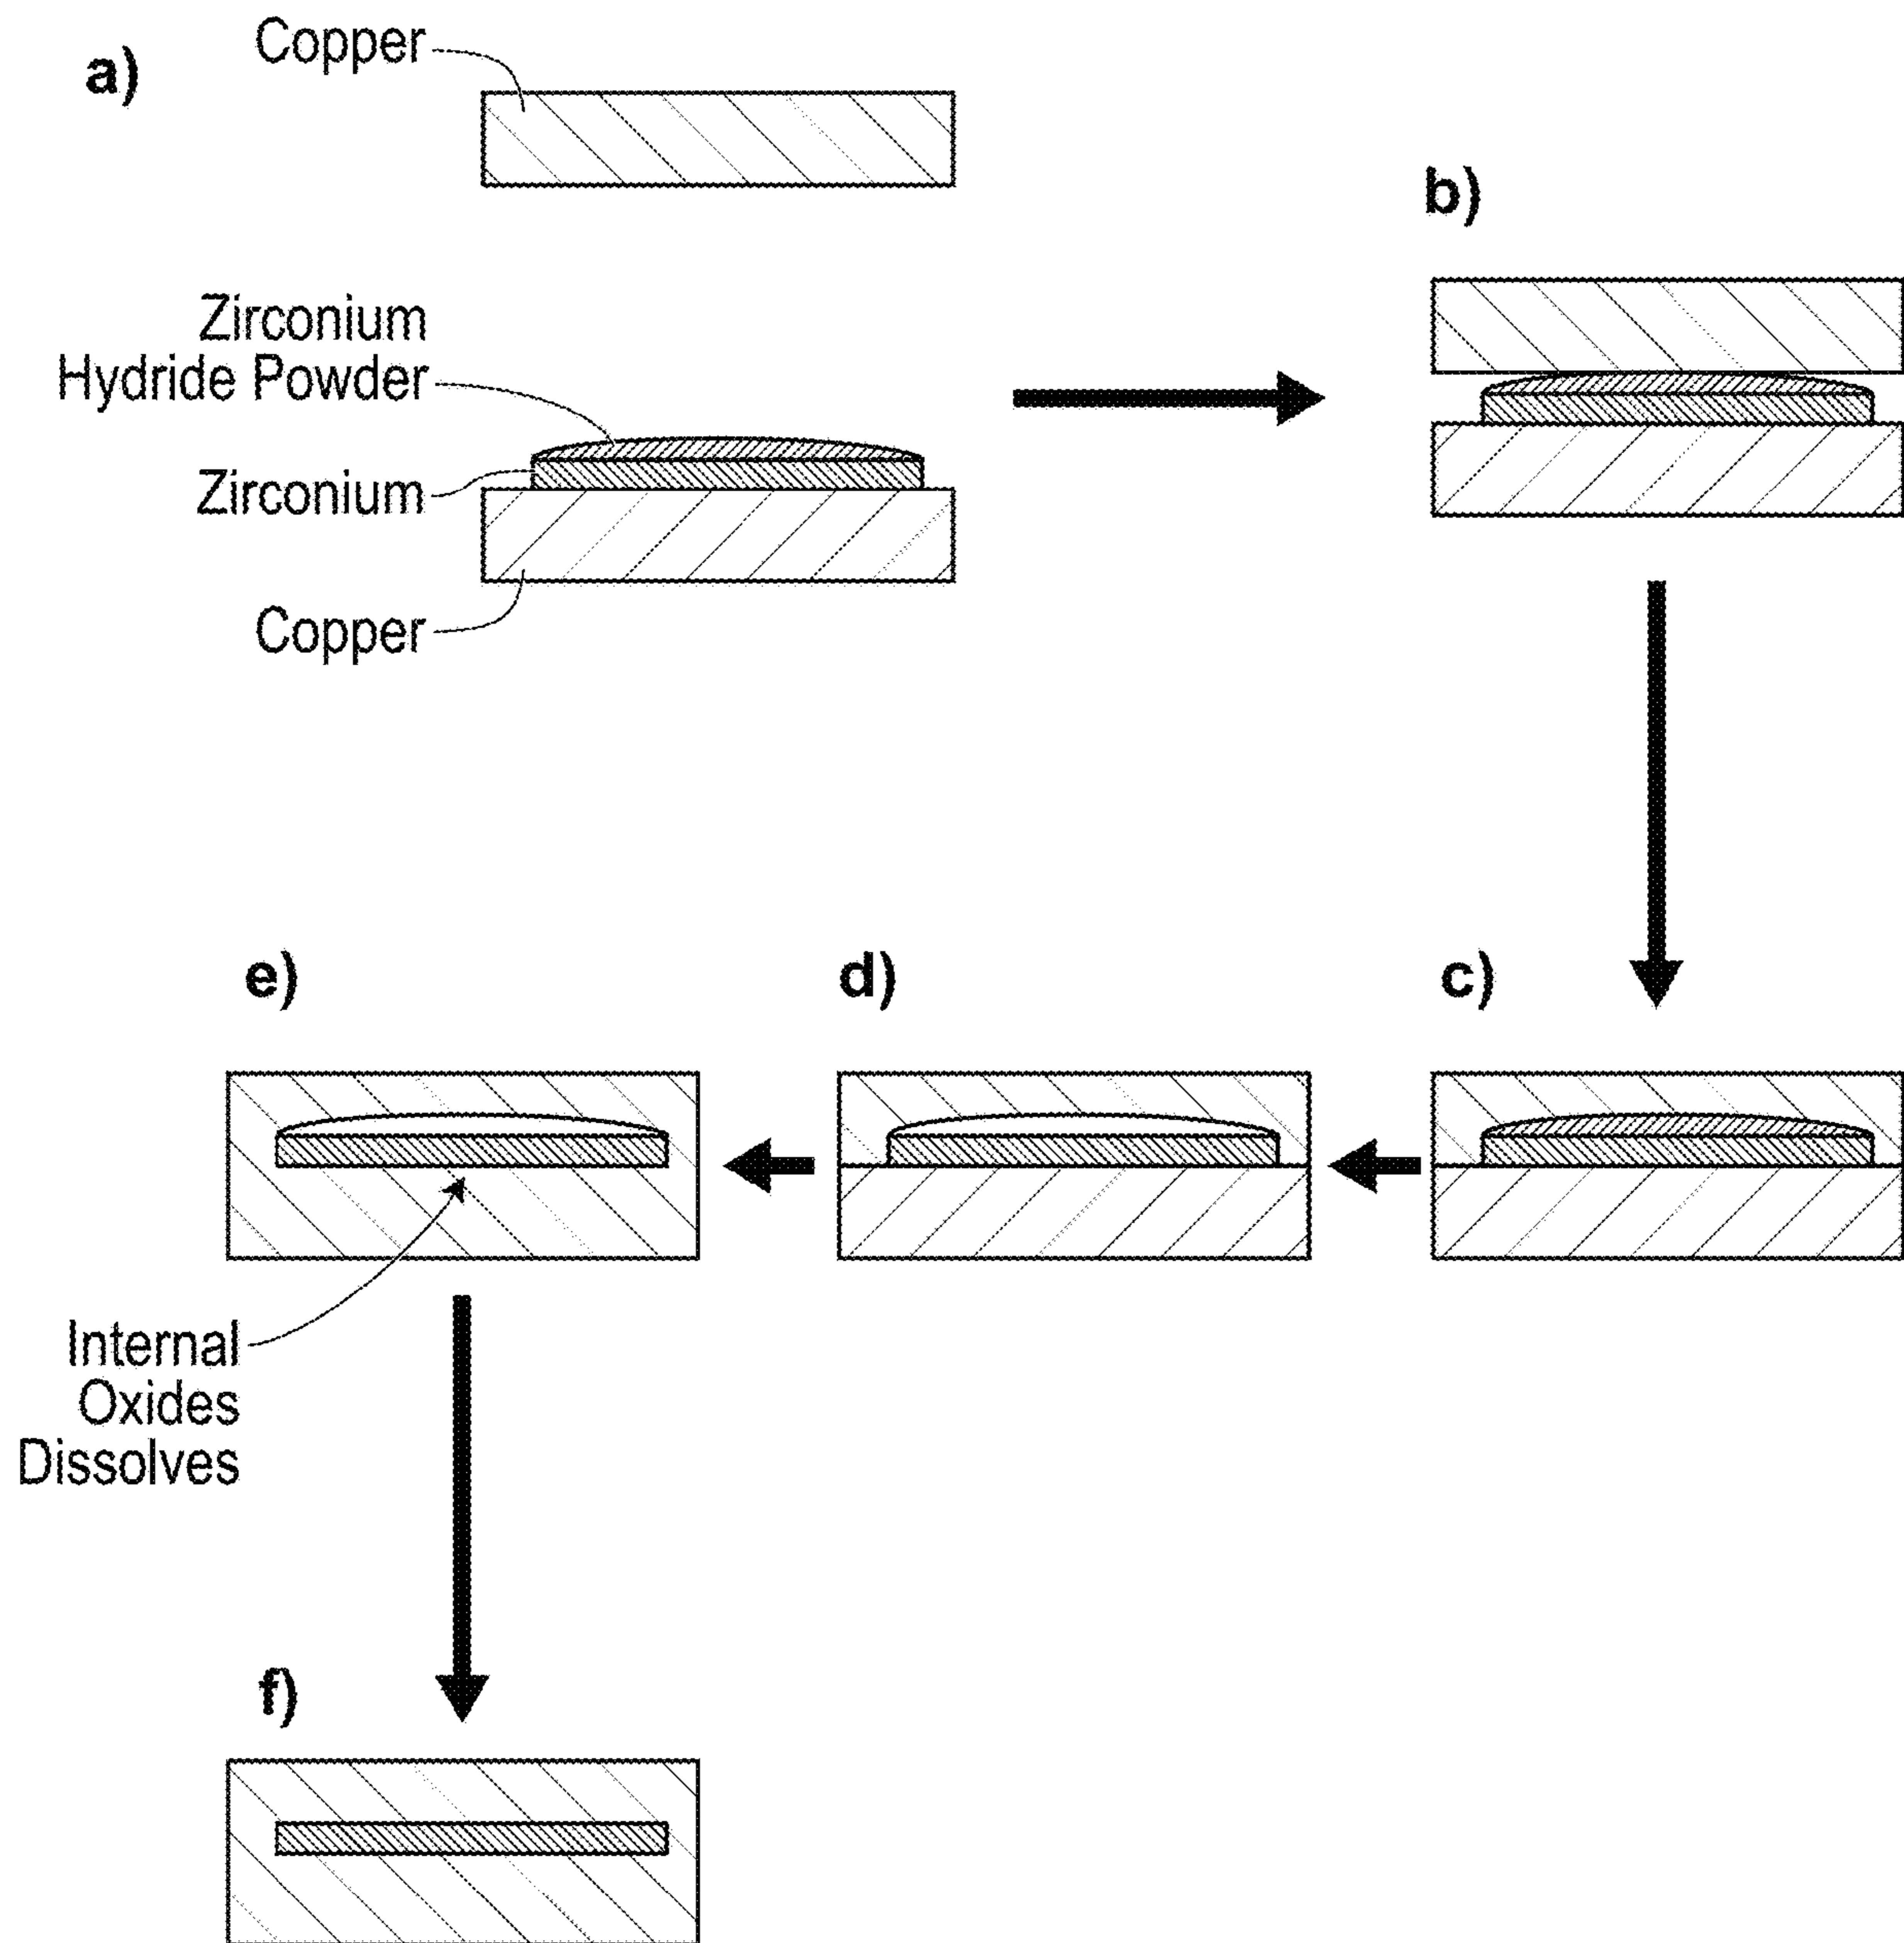 a)
Copper
Zirconium
Hydride Powder
Zirconium
Copper
b)
c)
d)
e)
Internal
Oxides
Dissolves
f)